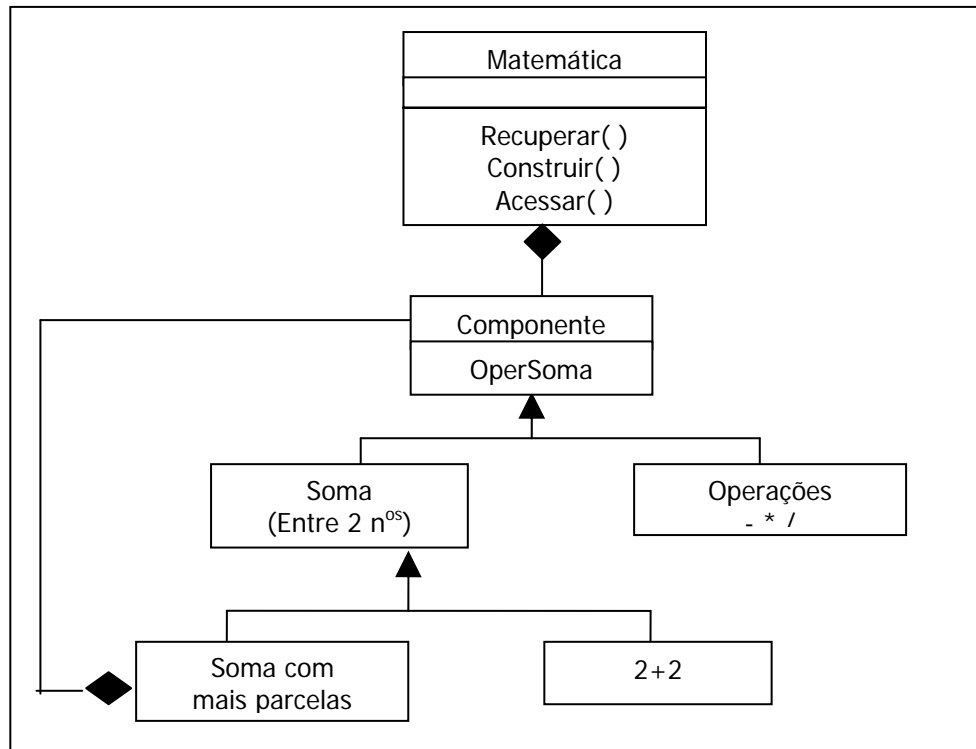 Matemática
Recuperar( )
Construir( )
Acessar( )
Componente
OperSoma
Soma
(Entre 2 nos)
Operações
- * /
Soma com
mais parcelas
2+2